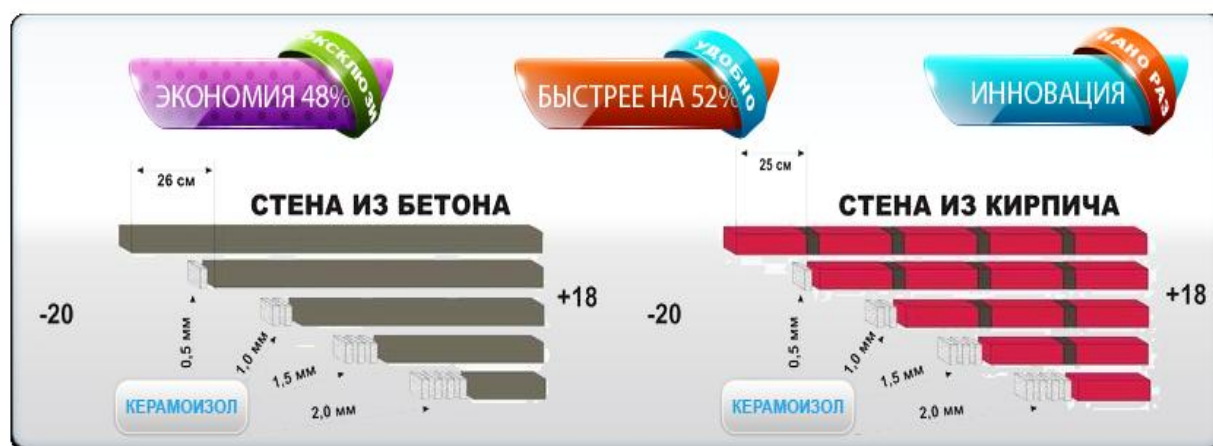 ЭКОНОМИЯ 48%
ЭКСКЛЮЗИ
БЫСТРЕЕ НА 52%
УДОБНО
ИННОВАЦИЯ
НАНО РАЗ
26 см
СТЕНА ИЗ БЕТОНА
-20
+18
0,5 мм
1,0 мм
1,5 мм
2,0 мм
КЕРАМОИЗОЛ
25 см
СТЕНА ИЗ КИРПИЧА
-20
+18
0,5 мм
1,0 мм
1,5 мм
2,0 мм
КЕРАМОИЗОЛ